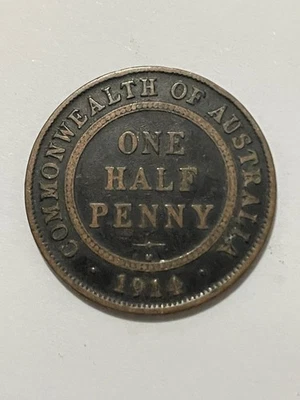 COMMONWEALTH OF AUSTRALIA
ONE
HALF
PENNY
1914